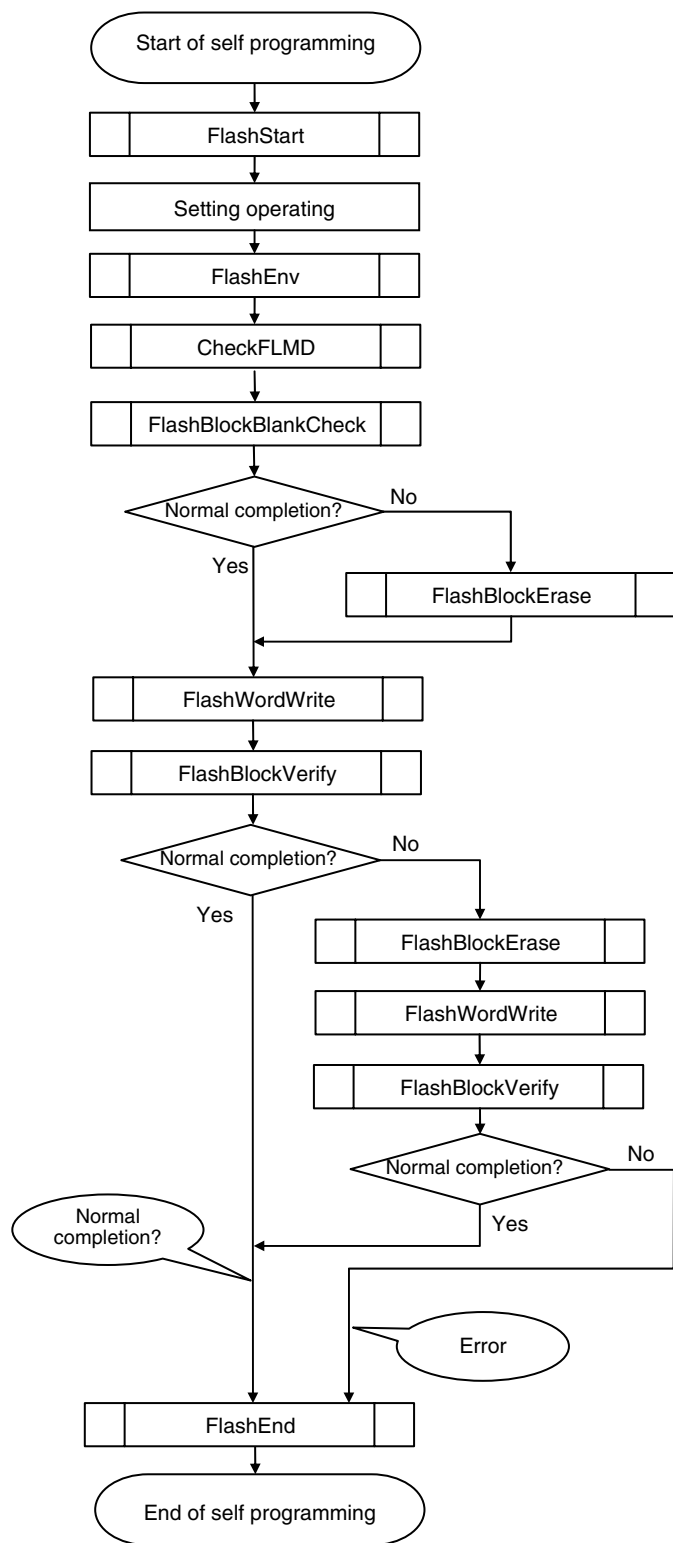 Start of self programming
FlashStart
Setting operating
FlashEnv
CheckFLMD
FlashBlockBlankCheck
Normal completion?
No
Yes
FlashBlockErase
FlashWordWrite
FlashBlockVerify
Normal completion?
No
Yes
FlashBlockErase
FlashWordWrite
FlashBlockVerify
Normal completion?
No
Yes
Normal
completion?
Error
FlashEnd
End of self programming